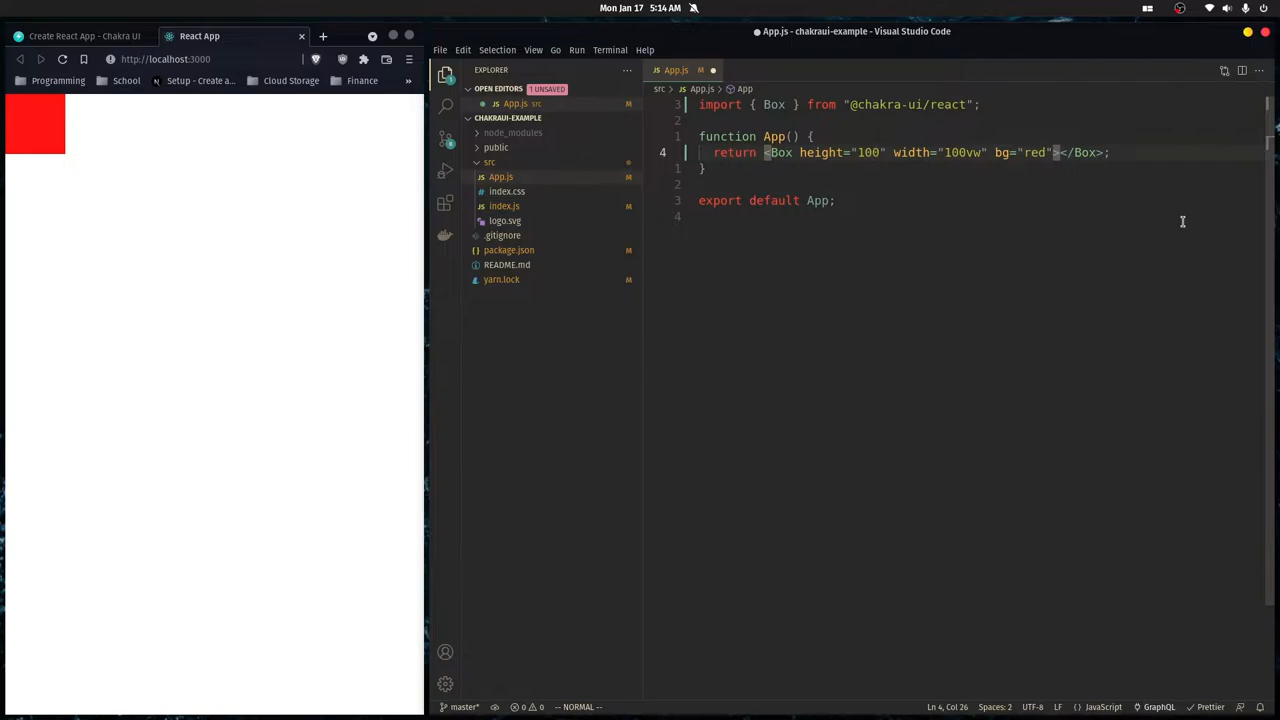 Mon Jan 17 5:14 AM
Create React App - Chakra UI
React App
http://localhost:3000
Programming School Setup - Create a... Cloud Storage Finance »
App.js - chakraui-example - Visual Studio Code
File Edit Selection View Go Run Terminal Help
EXPLORER
OPEN EDITORS 1 UNSAVED
App.js src M
CHAKRAUI-EXAMPLE
node_modules
public
src
App.js M
index.css
index.js M
logo.svg
.gitignore
package.json M
README.md
yarn.lock M
1
8
App.js M
src > App.js > App
3 import { Box } from "@chakra-ui/react";
2
1 function App() {
4 return <Box height="100" width="100vw" bg="red"></Box>;
1 }
2
3 export default App;
4
master* 0 0 -- NORMAL -- Ln 4, Col 26 Spaces: 2 UTF-8 LF JavaScript GraphQL Prettier